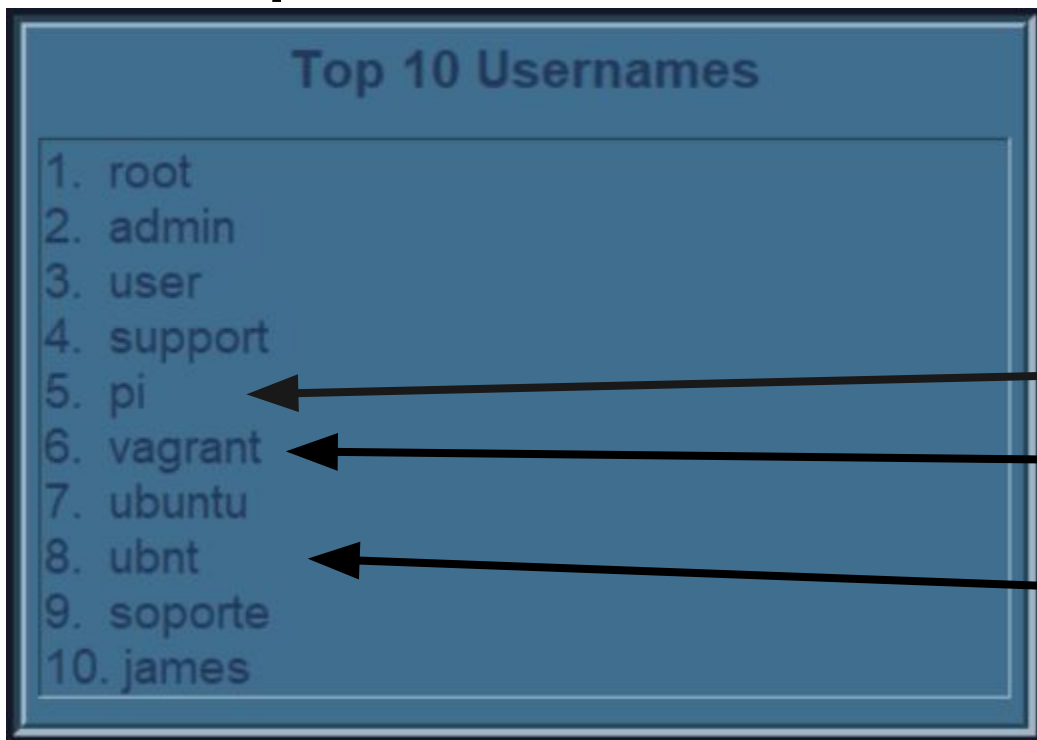 Top 10 Usernames
1. root
2. admin
3. user
4. support
5. pi
6. vagrant
7. ubuntu
8. ubnt
9. soporte
10. james